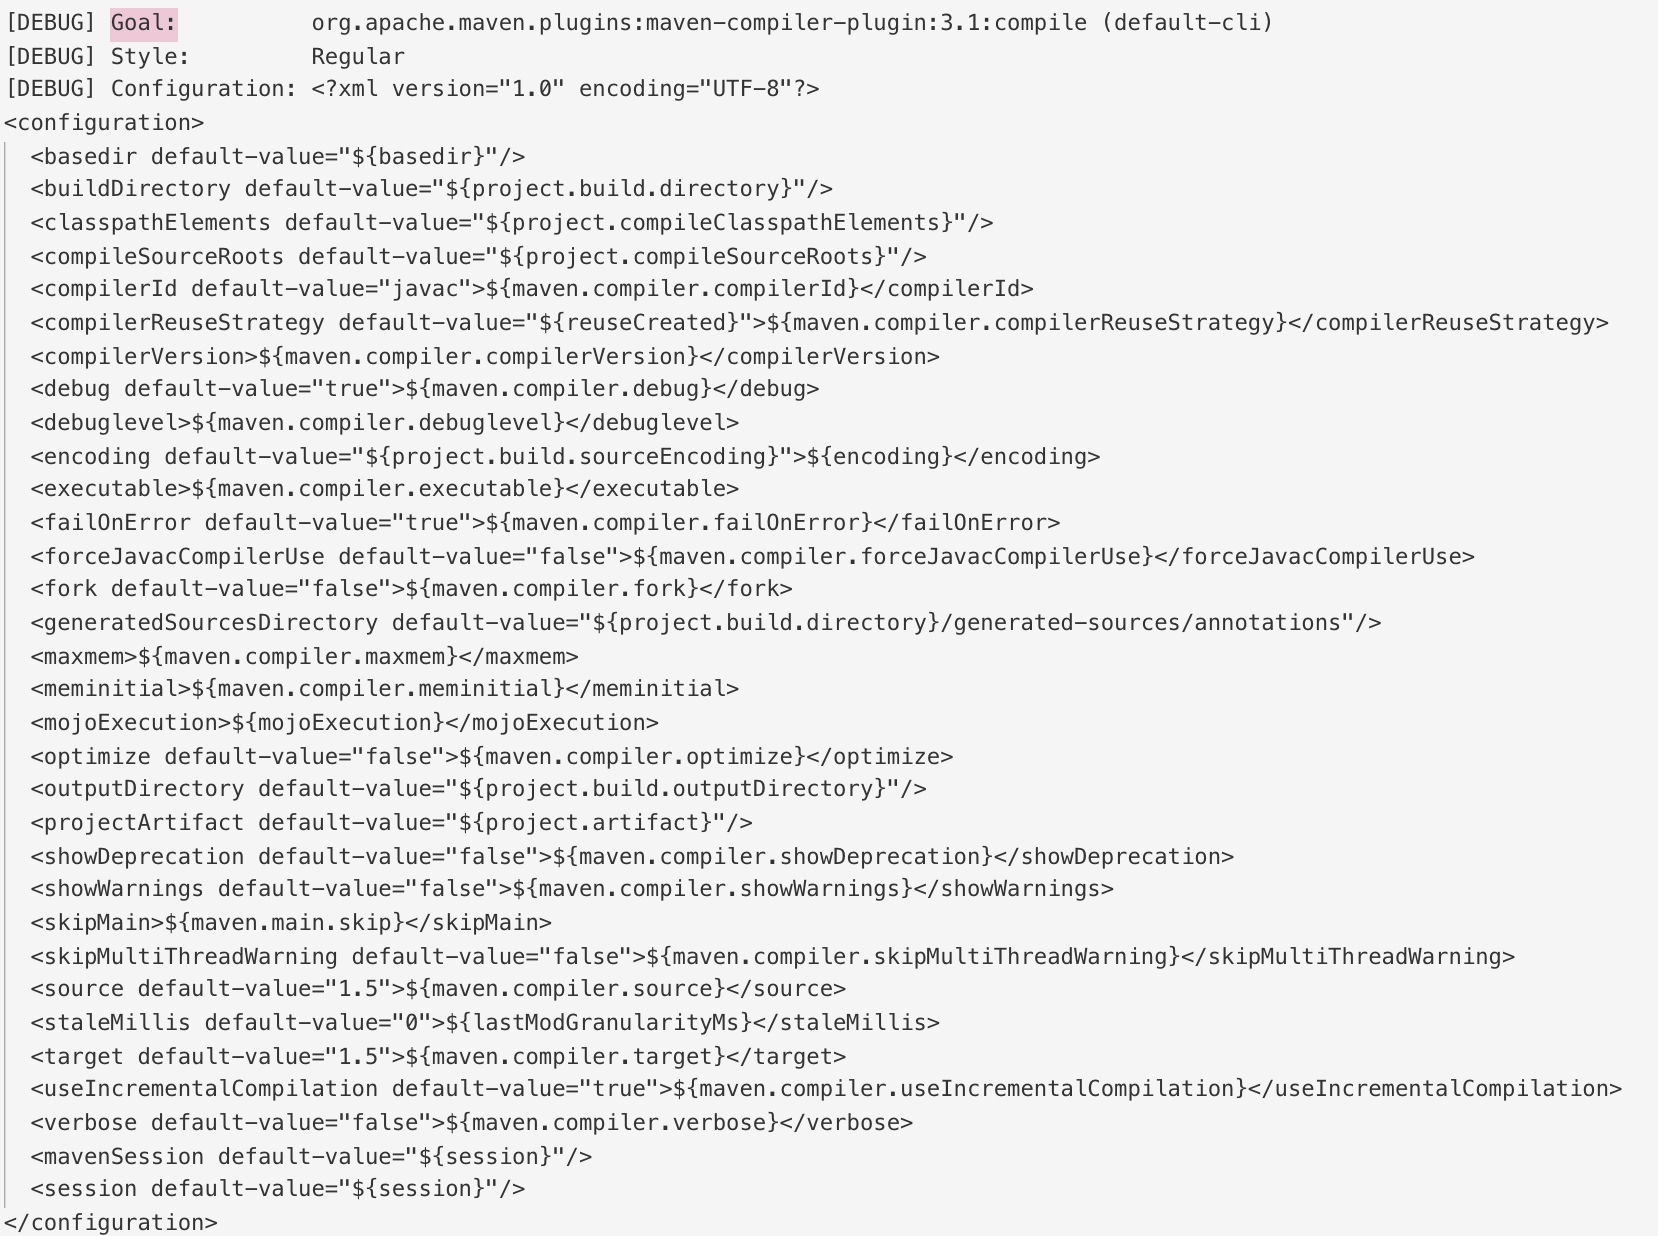 [DEBUG] Goal:          org.apache.maven.plugins:maven-compiler-plugin:3.1:compile (default-cli)
[DEBUG] Style:         Regular
[DEBUG] Configuration: <?xml version="1.0" encoding="UTF-8"?>
<configuration>
  <basedir default-value="${basedir}"/>
  <buildDirectory default-value="${project.build.directory}"/>
  <classpathElements default-value="${project.compileClasspathElements}"/>
  <compileSourceRoots default-value="${project.compileSourceRoots}"/>
  <compilerId default-value="javac">${maven.compiler.compilerId}</compilerId>
  <compilerReuseStrategy default-value="${reuseCreated}">${maven.compiler.compilerReuseStrategy}</compilerReuseStrategy>
  <compilerVersion>${maven.compiler.compilerVersion}</compilerVersion>
  <debug default-value="true">${maven.compiler.debug}</debug>
  <debuglevel>${maven.compiler.debuglevel}</debuglevel>
  <encoding default-value="${project.build.sourceEncoding}">${encoding}</encoding>
  <executable>${maven.compiler.executable}</executable>
  <failOnError default-value="true">${maven.compiler.failOnError}</failOnError>
  <forceJavacCompilerUse default-value="false">${maven.compiler.forceJavacCompilerUse}</forceJavacCompilerUse>
  <fork default-value="false">${maven.compiler.fork}</fork>
  <generatedSourcesDirectory default-value="${project.build.directory}/generated-sources/annotations"/>
  <maxmem>${maven.compiler.maxmem}</maxmem>
  <meminitial>${maven.compiler.meminitial}</meminitial>
  <mojoExecution>${mojoExecution}</mojoExecution>
  <optimize default-value="false">${maven.compiler.optimize}</optimize>
  <outputDirectory default-value="${project.build.outputDirectory}"/>
  <projectArtifact default-value="${project.artifact}"/>
  <showDeprecation default-value="false">${maven.compiler.showDeprecation}</showDeprecation>
  <showWarnings default-value="false">${maven.compiler.showWarnings}</showWarnings>
  <skipMain>${maven.main.skip}</skipMain>
  <skipMultiThreadWarning default-value="false">${maven.compiler.skipMultiThreadWarning}</skipMultiThreadWarning>
  <source default-value="1.5">${maven.compiler.source}</source>
  <staleMillis default-value="0">${lastModGranularityMs}</staleMillis>
  <target default-value="1.5">${maven.compiler.target}</target>
  <useIncrementalCompilation default-value="true">${maven.compiler.useIncrementalCompilation}</useIncrementalCompilation>
  <verbose default-value="false">${maven.compiler.verbose}</verbose>
  <mavenSession default-value="${session}"/>
  <session default-value="${session}"/>
</configuration>